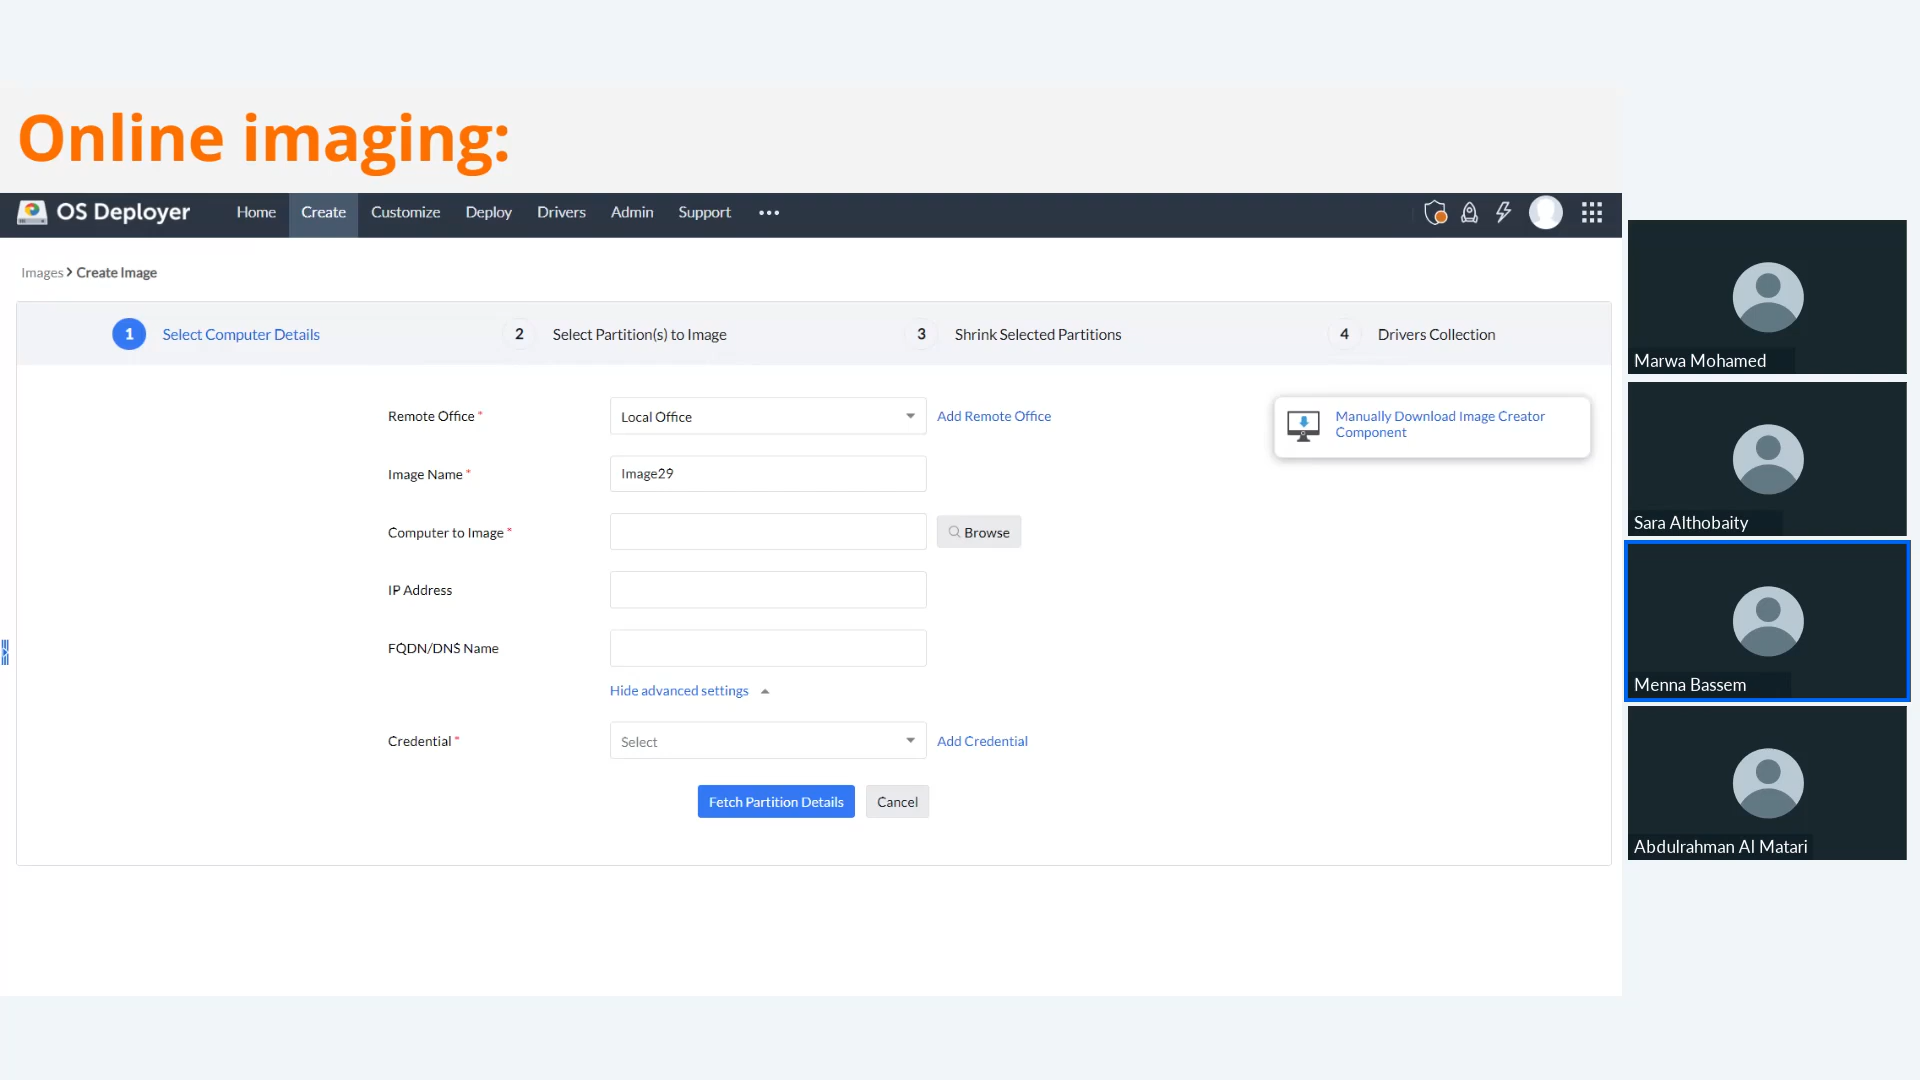 Online imaging:
OS Deployer
Home
Create
Customize
Deploy
Drivers
Admin
Support
Images > Create Image
1 Select Computer Details
2 Select Partition(s) to Image
3 Shrink Selected Partitions
4 Drivers Collection
Remote Office *
Local Office
Add Remote Office
Manually Download Image Creator
Component
Image Name *
Image29
Computer to Image *
Browse
IP Address
FQDN/DNS Name
Hide advanced settings
Credential *
Select
Add Credential
Fetch Partition Details
Cancel
Marwa Mohamed
Sara Althobaity
Menna Bassem
Abdulrahman Al Matari